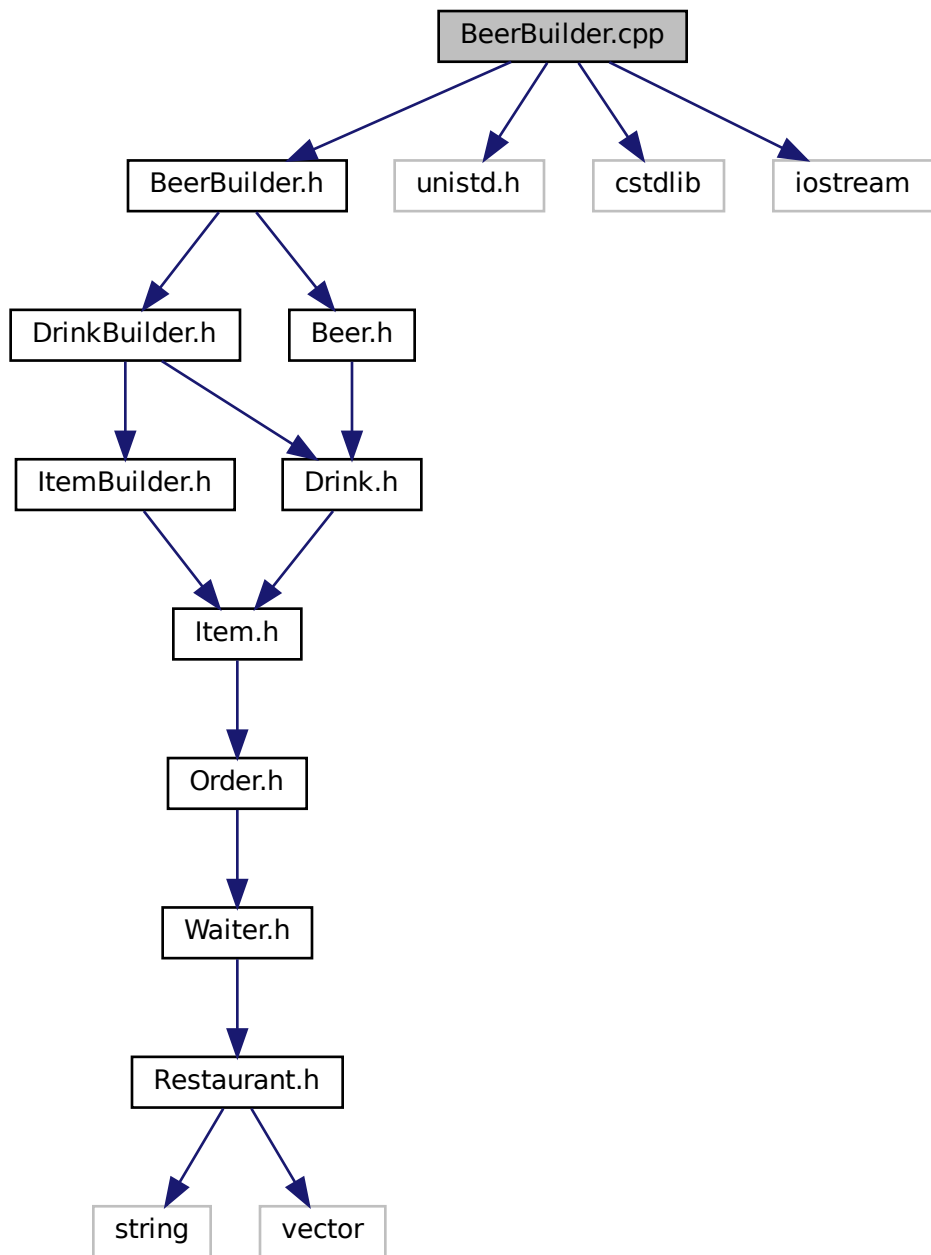 BeerBuilder.cpp
BeerBuilder.h
unistd.h
cstdlib
iostream
DrinkBuilder.h
Beer.h
ItemBuilder.h
Drink.h
Item.h
Order.h
Waiter.h
Restaurant.h
string
vector